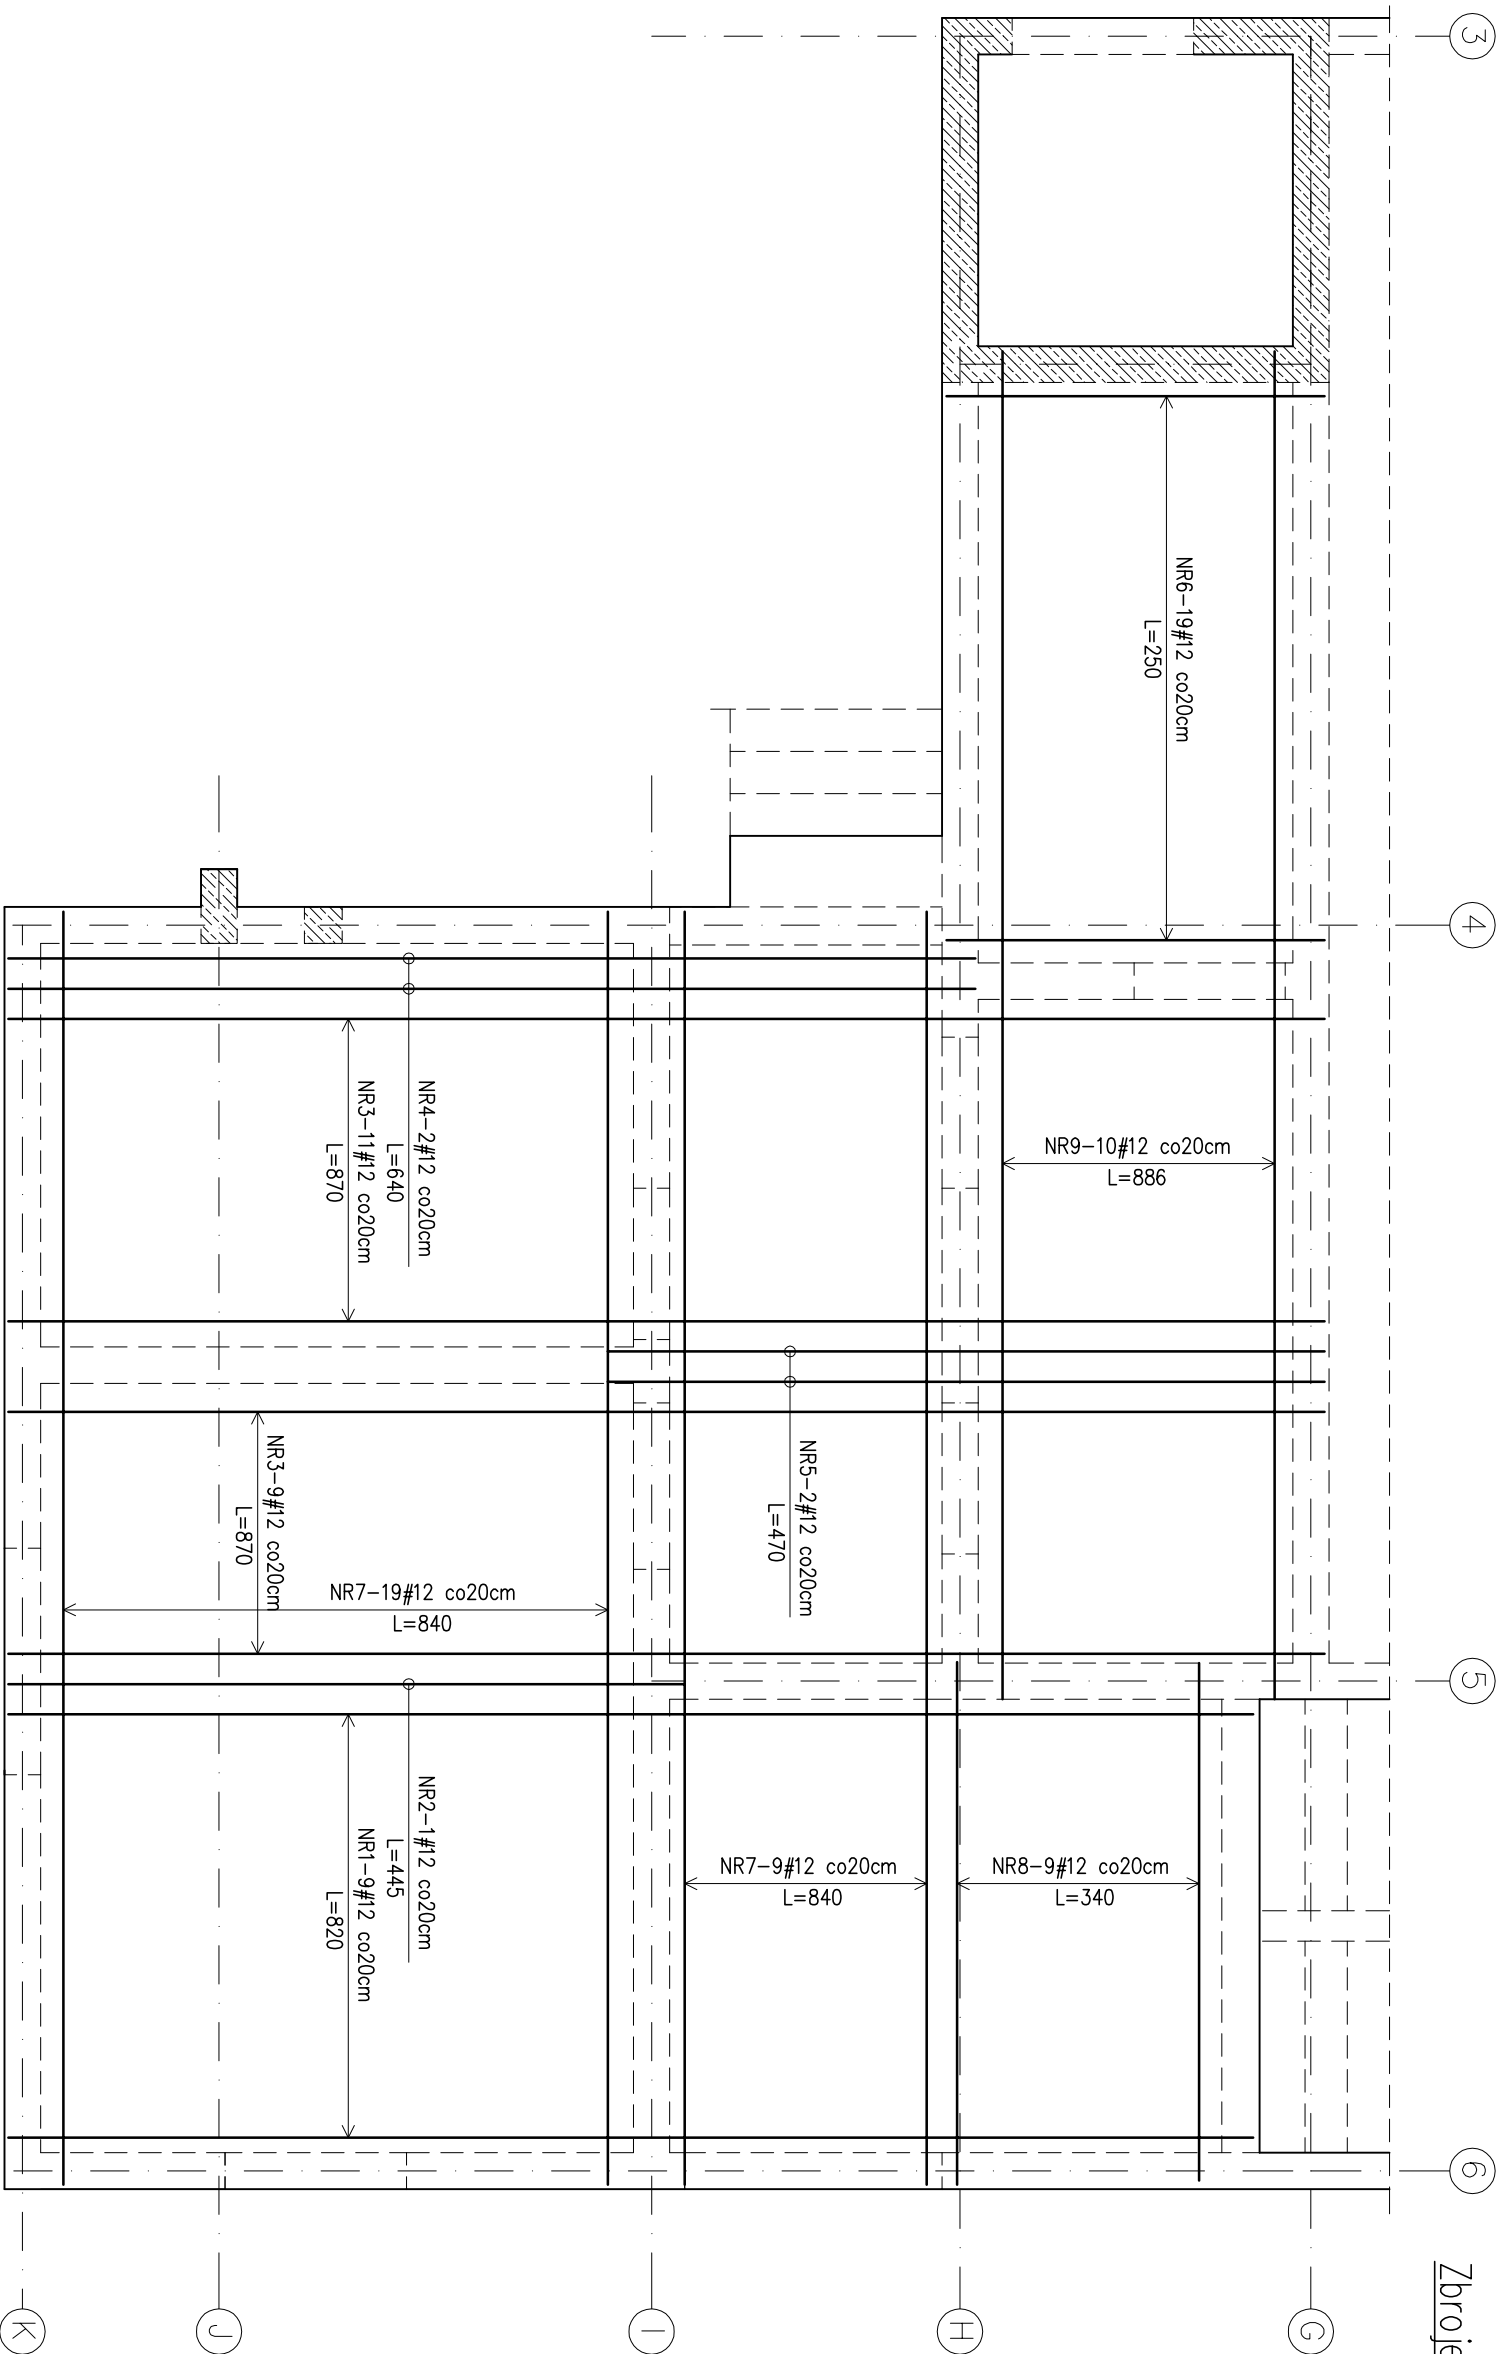 3
4
5
6
Zbroje
NR6-19#12 co20cm
L=250
NR9-10#12 co20cm
L=886
NR4-2#12 co20cm
L=640
NR3-11#12 co20cm
L=870
NR5-2#12 co20cm
L=470
NR3-9#12 co20cm
L=870
NR7-19#12 co20cm
L=840
NR2-1#12 co20cm
L=445
NR1-9#12 co20cm
L=820
NR7-9#12 co20cm
L=840
NR8-9#12 co20cm
L=340
K
J
I
H
G